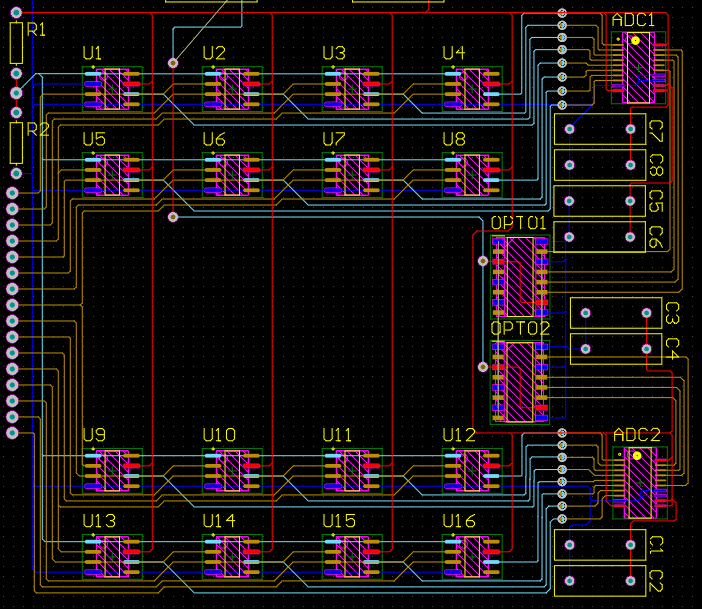 R1
ADC1
U1 U2 U3 U4
R2
C7
U5 U6 U7 U8
C8
C5
OPTO1
C6
C3
OPTO2
C4
U9 U10 U11 U12
ADC2
U13 U14 U15 U16
C1
C2